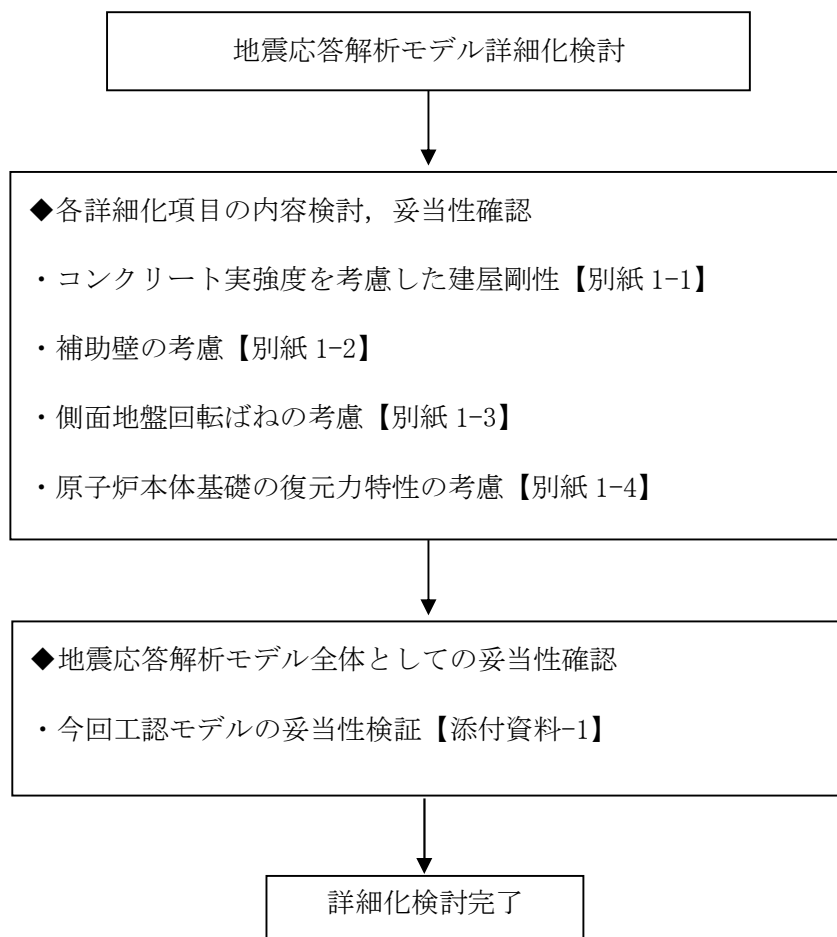 地震応答解析モデル詳細化検討
◆各詳細化項目の内容検討，妥当性確認
・コンクリート実強度を考慮した建屋剛性【別紙 1-1】
・補助壁の考慮【別紙 1-2】
・側面地盤回転ばねの考慮【別紙 1-3】
・原子炉本体基礎の復元力特性の考慮【別紙 1-4】
◆地震応答解析モデル全体としての妥当性確認
・今回工認モデルの妥当性検証【添付資料-1】
詳細化検討完了